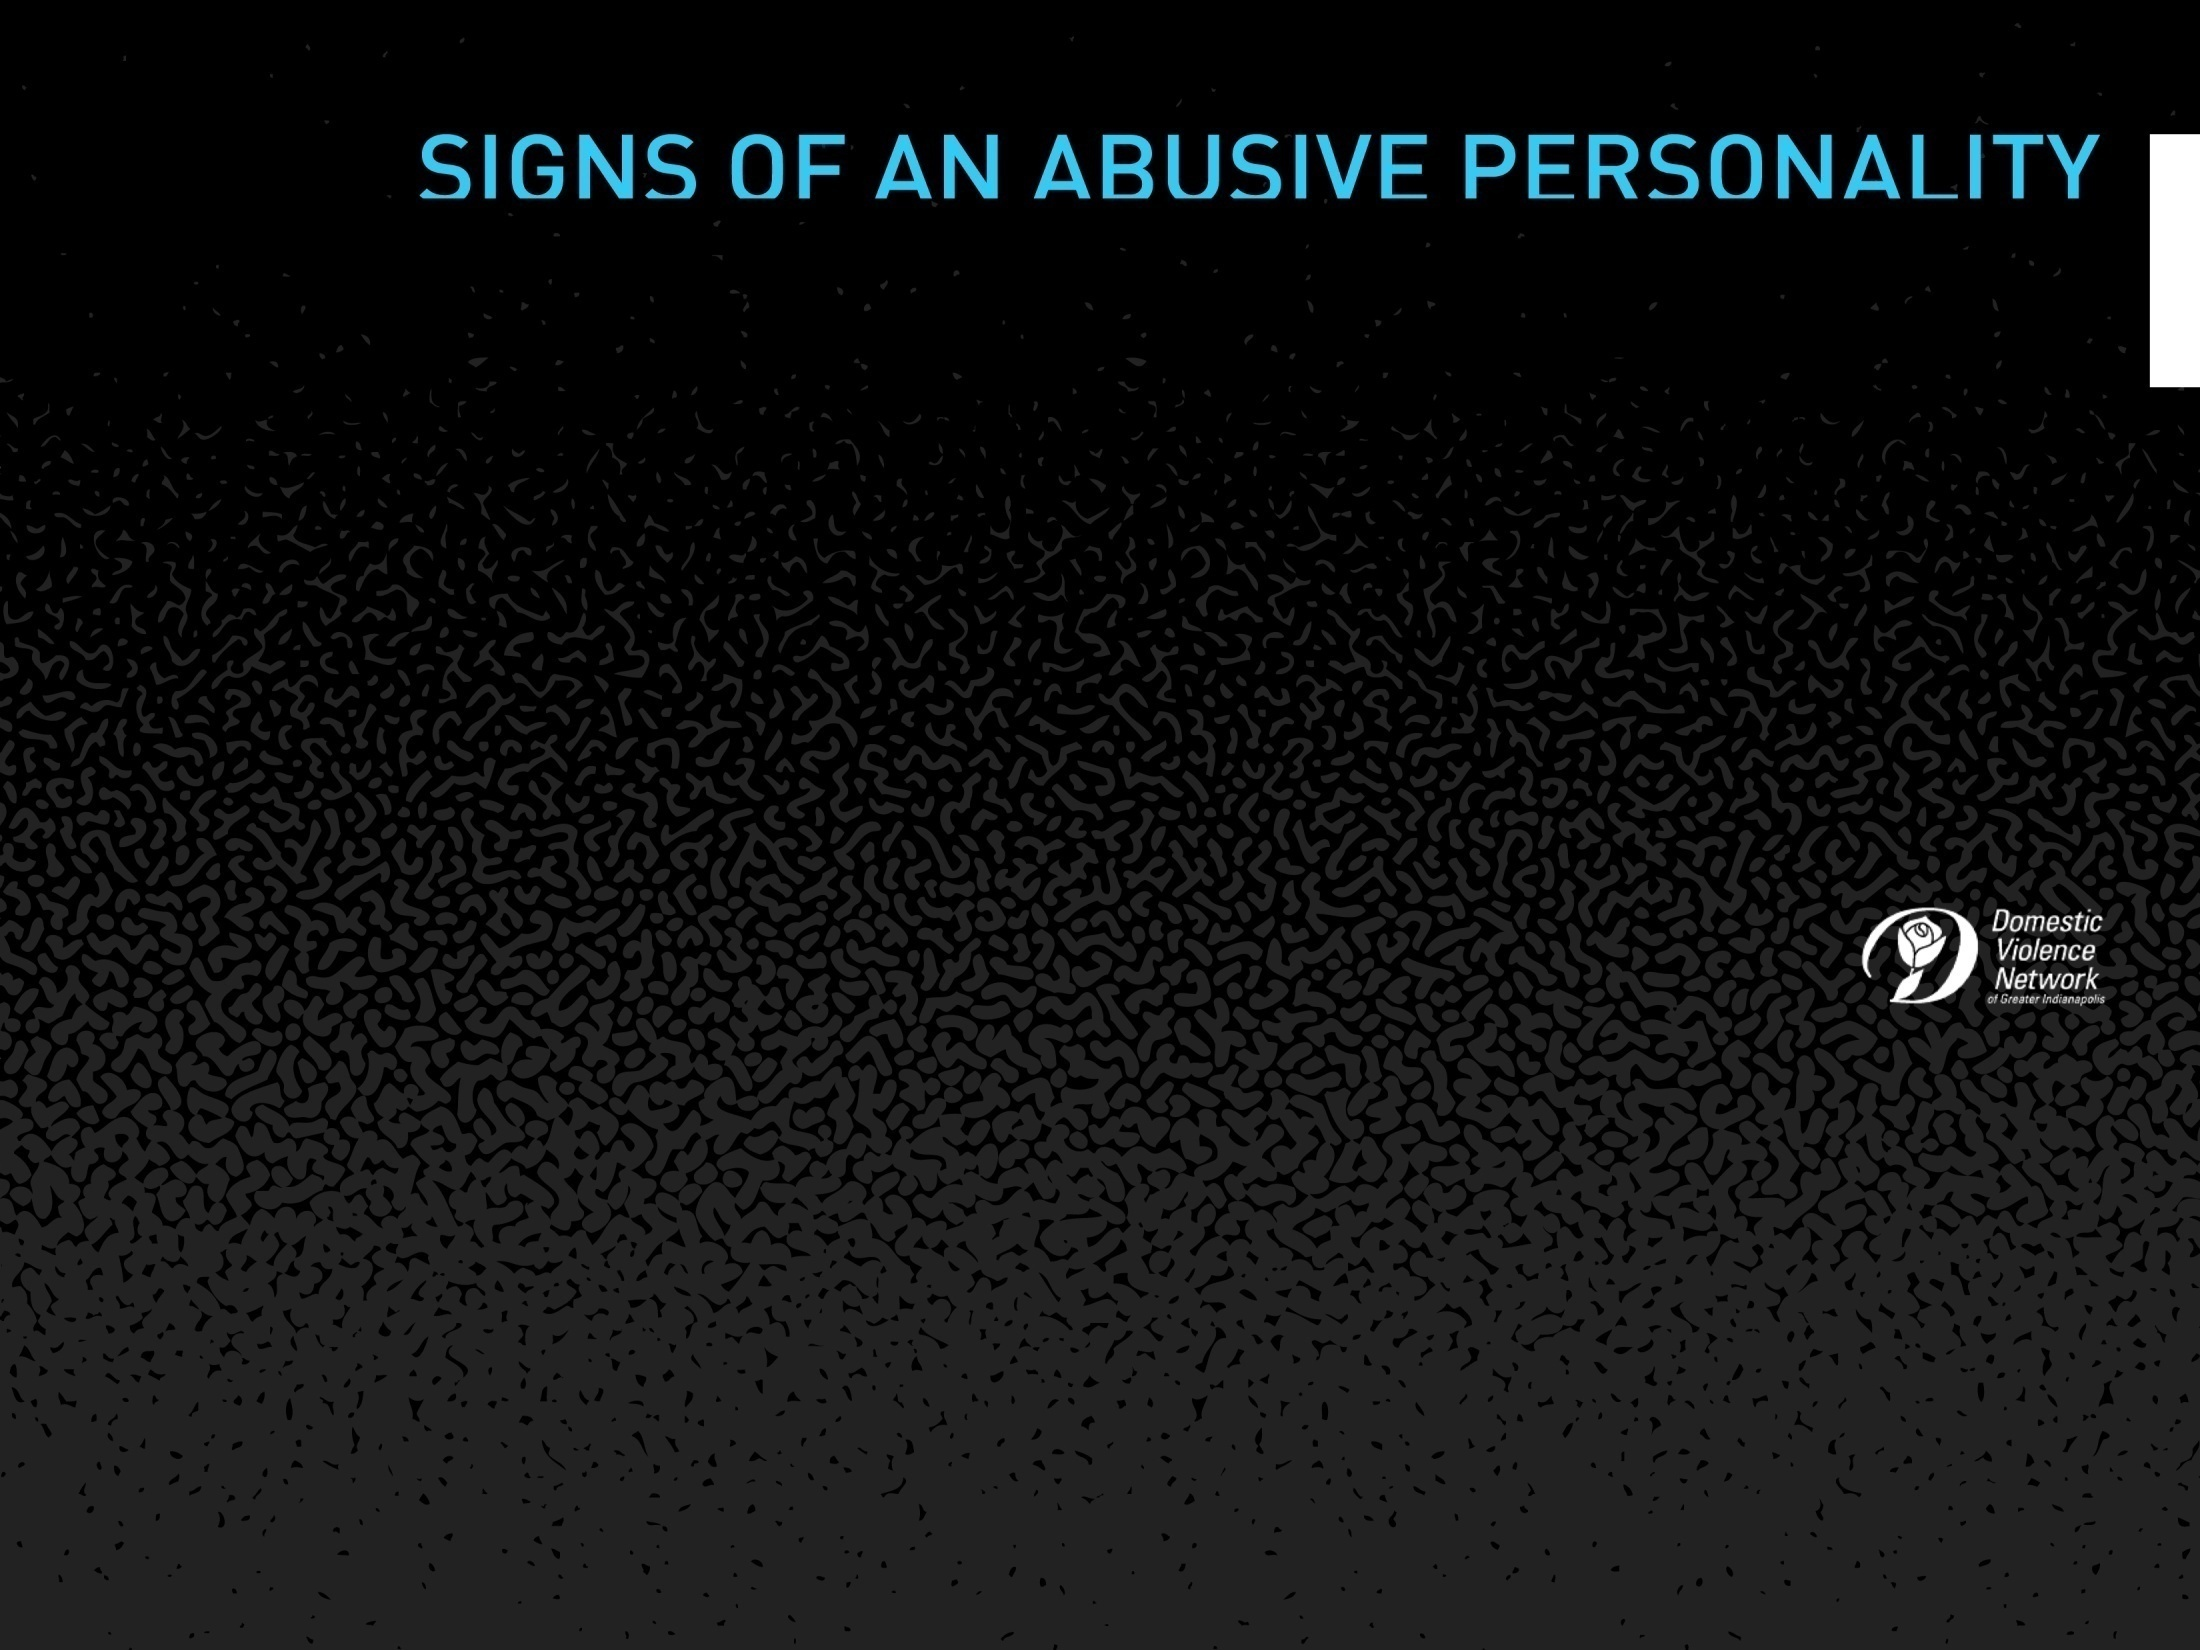 SIGNS OF AN ABUSIVE PERSONALITY
Domestic
Violence
Network
of Greater Indianapolis